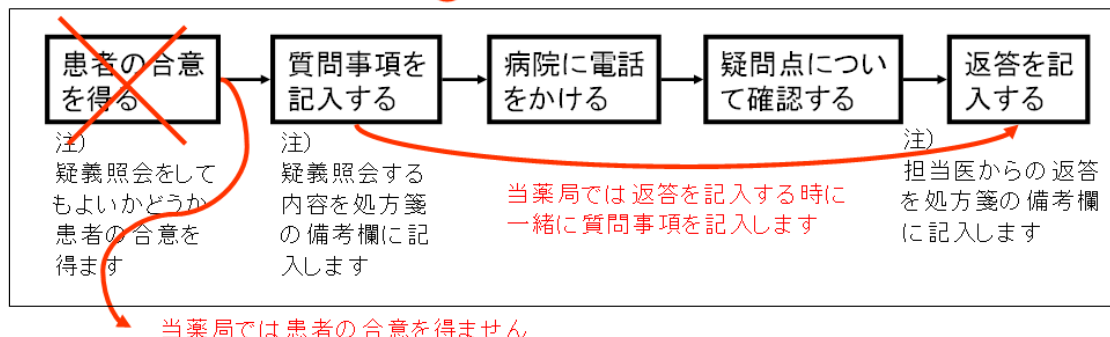 患者の合意
を得る
質問事項を
記入する
病院に電話
をかける
疑問点につい
て確認する
返答を記
入する
注)
疑義照会をして
もよいかどうか
患者の合意を
得ます
注)
疑義照会する
内容を処方箋
の備考欄に記
入します
当薬局では返答を記入する時に
一緒に質問事項を記入します
注)
担当医からの返答
を処方箋の備考欄
に記入します
当薬局では患者の合意を得ません